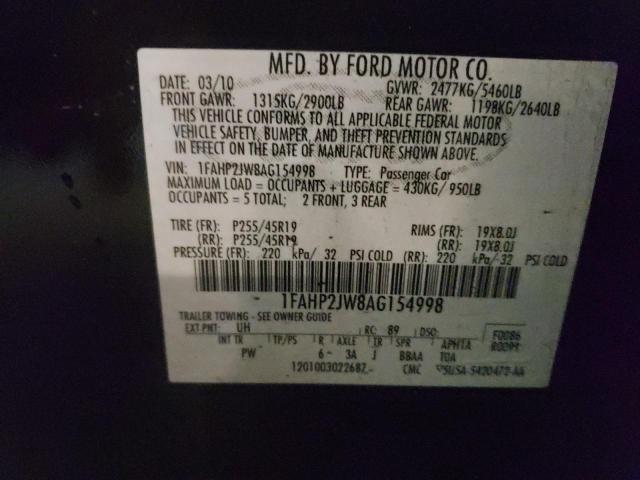 MFD. BY FORD MOTOR CO.
DATE: 03/10 GVWR: 2477KG/5460LB
FRONT GAWR: 1315KG/2900LB REAR GAWR: 1198KG/2640LB
THIS VEHICLE CONFORMS TO ALL APPLICABLE FEDERAL MOTOR
VEHICLE SAFETY, BUMPER, AND THEFT PREVENTION STANDARDS
IN EFFECT ON THE DATE OF MANUFACTURE SHOWN ABOVE.
VIN: 1FAHP2JW8AG154998 TYPE: Passenger Car
MAXIMUM LOAD = OCCUPANTS + LUGGAGE = 430KG/ 950LB
OCCUPANTS = 5 TOTAL; 2 FRONT, 3 REAR
TIRE (FR): P255/45R19 RIMS (FR): 19X8.0J
(RR): P255/45R19 (RR): 19X8.0J
PRESSURE (FR): 220 kPa/ 32 PSI COLD (RR): 220 kPa/ 32 PSI COLD
1FAHP2JW8AG154998
TRAILER TOWING - SEE OWNER GUIDE
EXT PNT: UH RC: 89 DSO: F0086
INT TR TP/PS R AXLE TR SPR APHTA
PW 6 3A J BBAA TOA
CMC